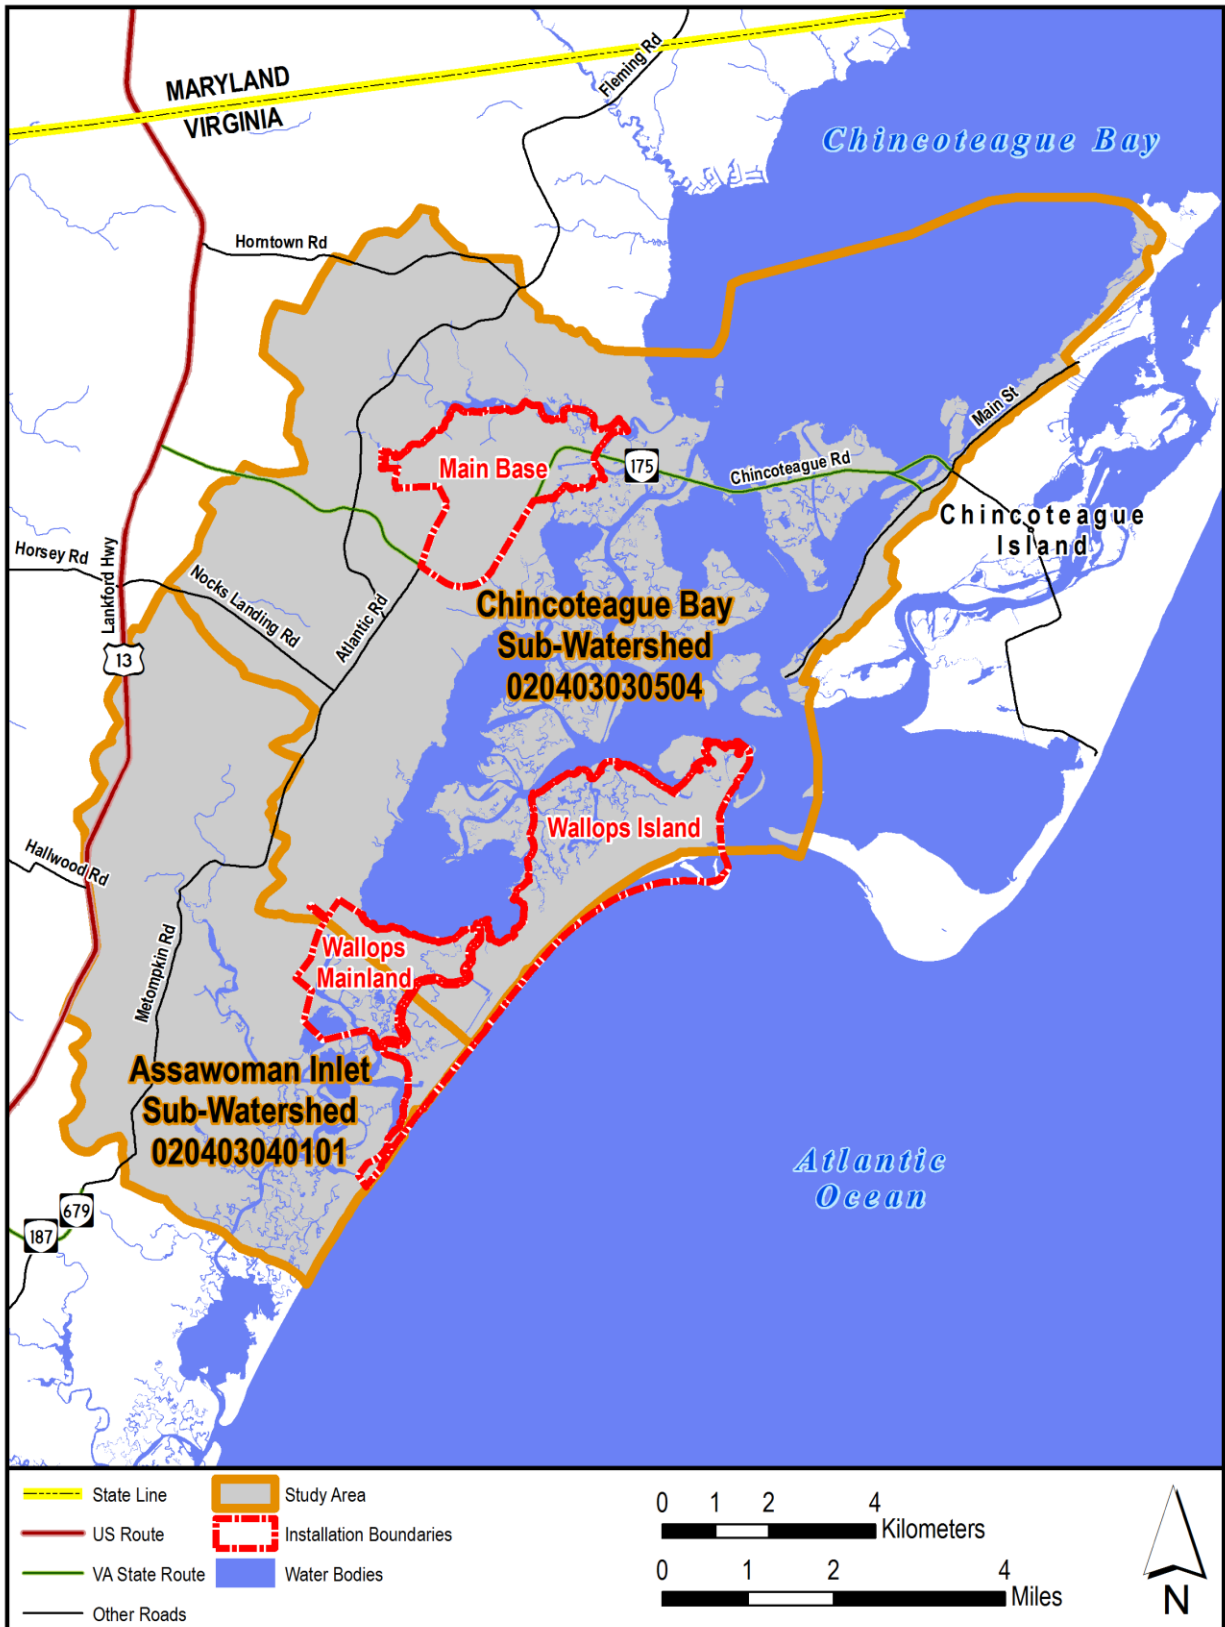 MARYLAND
VIRGINIA
Fleming Rd
Chincoteague Bay
Horntown Rd
Main St
Main Base
175
Chincoteague Rd
Chincoteague
Island
Horsey Rd
Lankford Hwy
Nocks Landing Rd
Atlantic Rd
13
Chincoteague Bay
Sub-Watershed
020403030504
Wallops Island
Hallwood Rd
Metompkin Rd
Wallops
Mainland
Assawoman Inlet
Sub-Watershed
020403040101
Atlantic
Ocean
679
187
State Line
US Route
VA State Route
Other Roads
Study Area
Installation Boundaries
Water Bodies
0 1 2 4
Kilometers
0 1 2 4
Miles
N